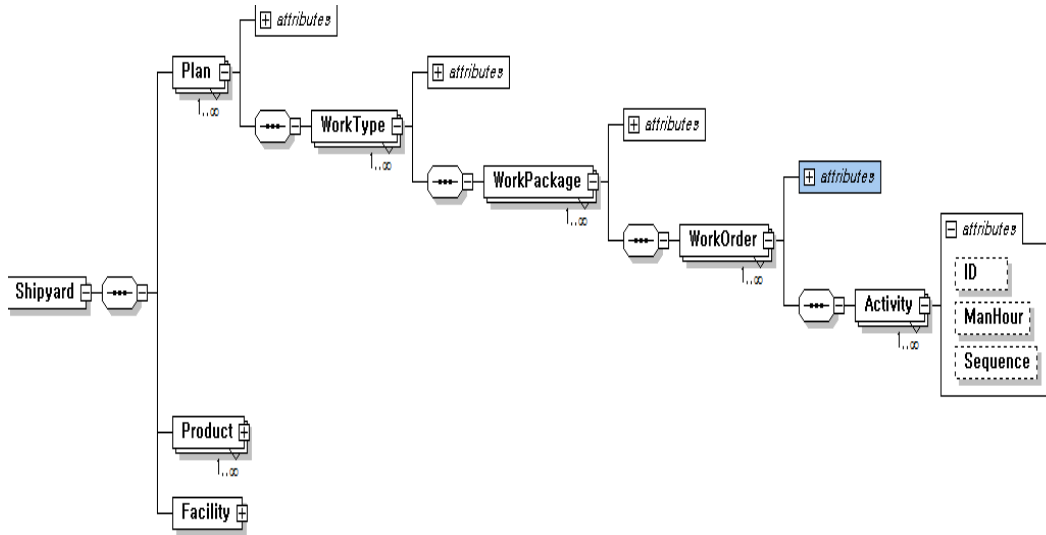 attributes
Plan
1..∞
attributes
WorkType
1..∞
attributes
WorkPackage
1..∞
attributes
WorkOrder
1..∞
attributes
ID
ManHour
Sequence
Activity
1..∞
Shipyard
Product
1..∞
Facility